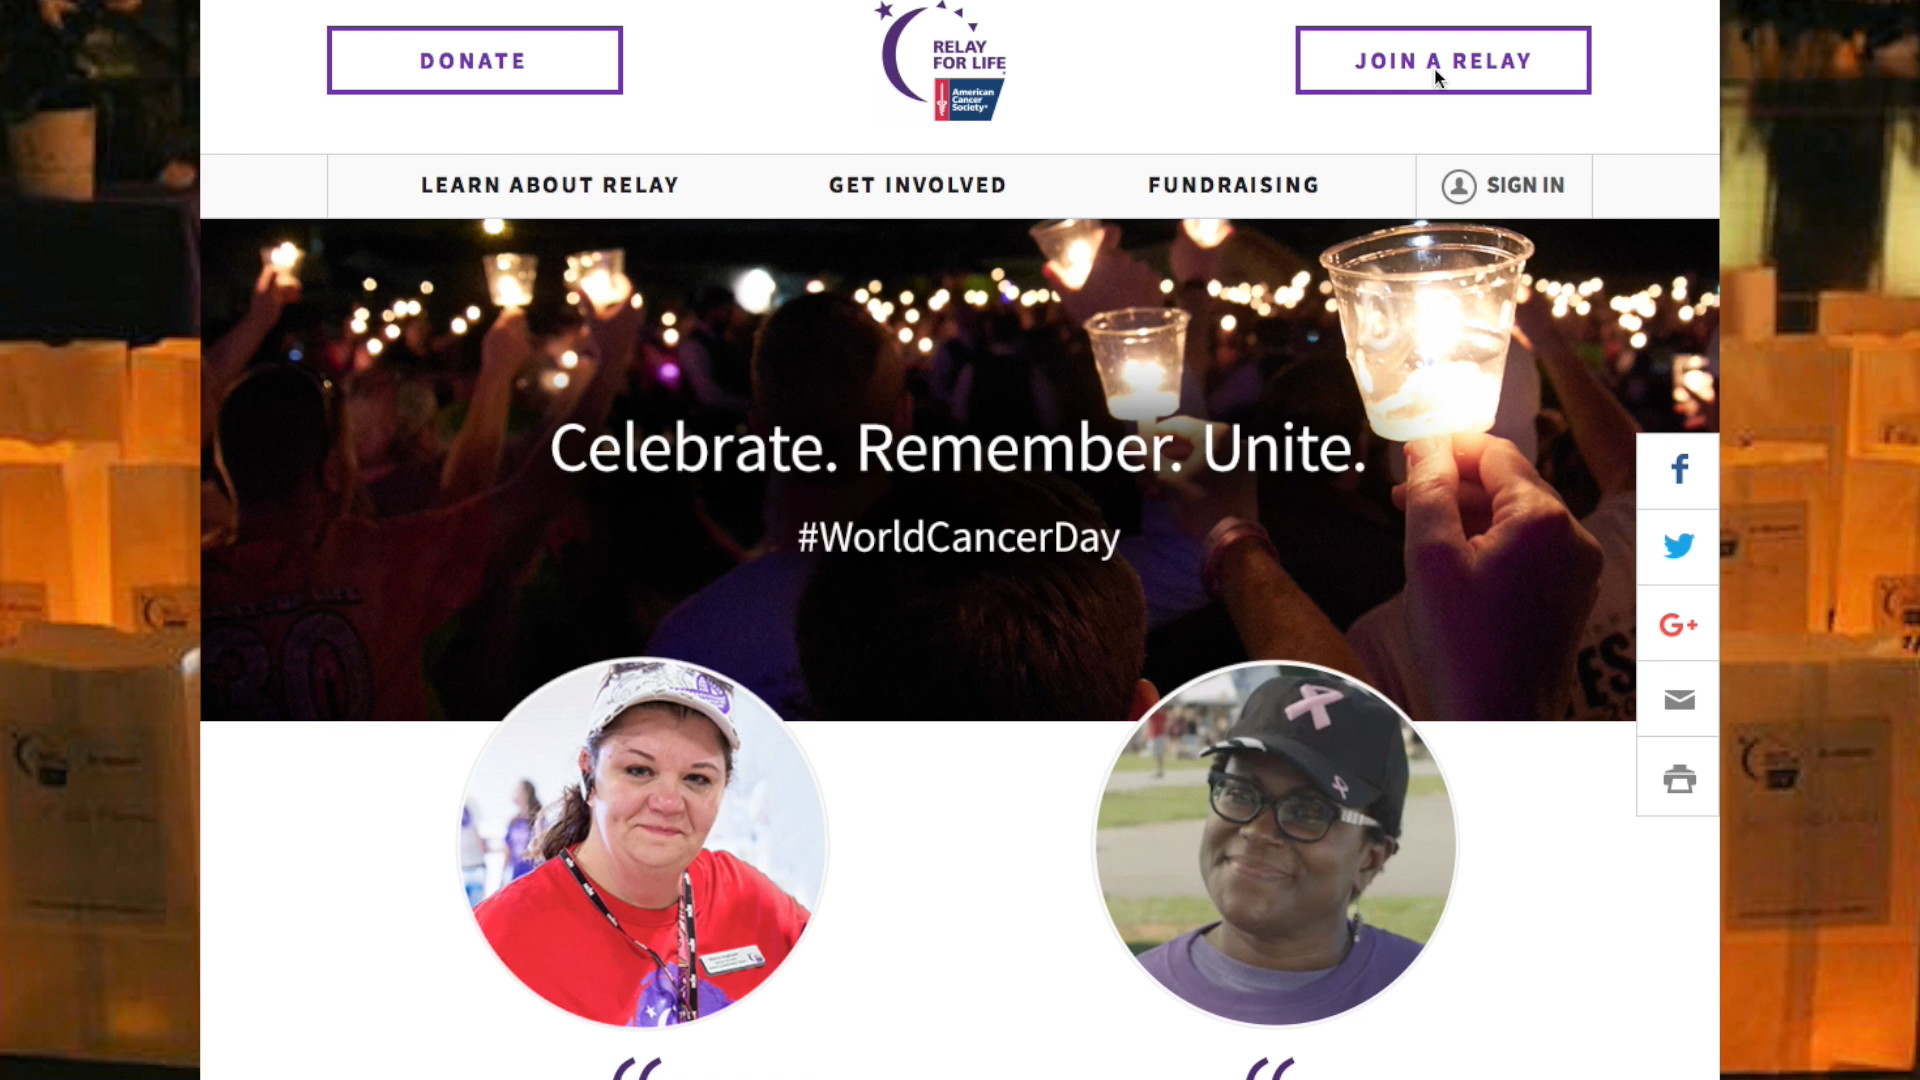 DONATE
RELAY
FOR LIFE
American
Cancer
Society
JOIN A RELAY
LEARN ABOUT RELAY
GET INVOLVED
FUNDRAISING
SIGN IN
Celebrate. Remember. Unite.
#WorldCancerDay
f
G+
ES
“
“